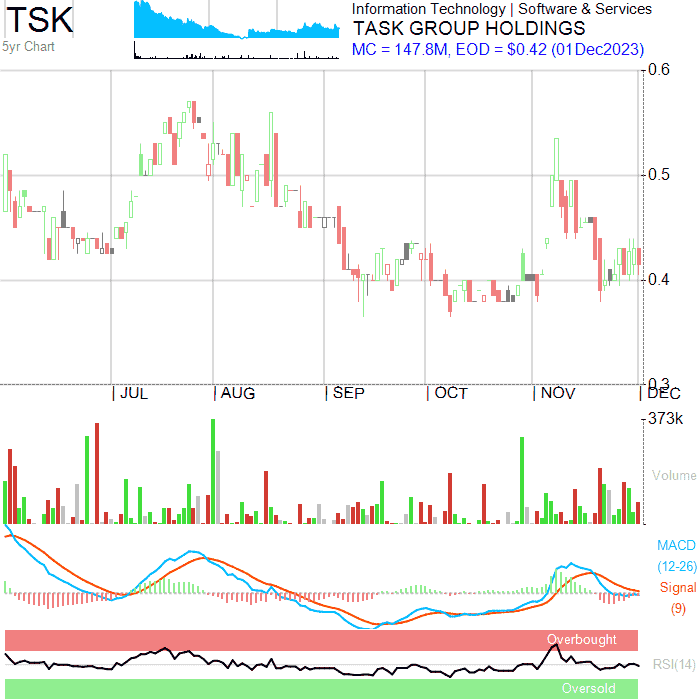 TSK
5yr Chart
Information Technology | Software & Services
TASK GROUP HOLDINGS
MC = 147.8M, EOD = $0.42 (01Dec2023)
0.6
0.5
0.4
0.3
| JUL | AUG | SEP | OCT | NOV | DEC
373k
Volume
MACD
(12-26)
Signal
(9)
Overbought
RSI(14)
Oversold